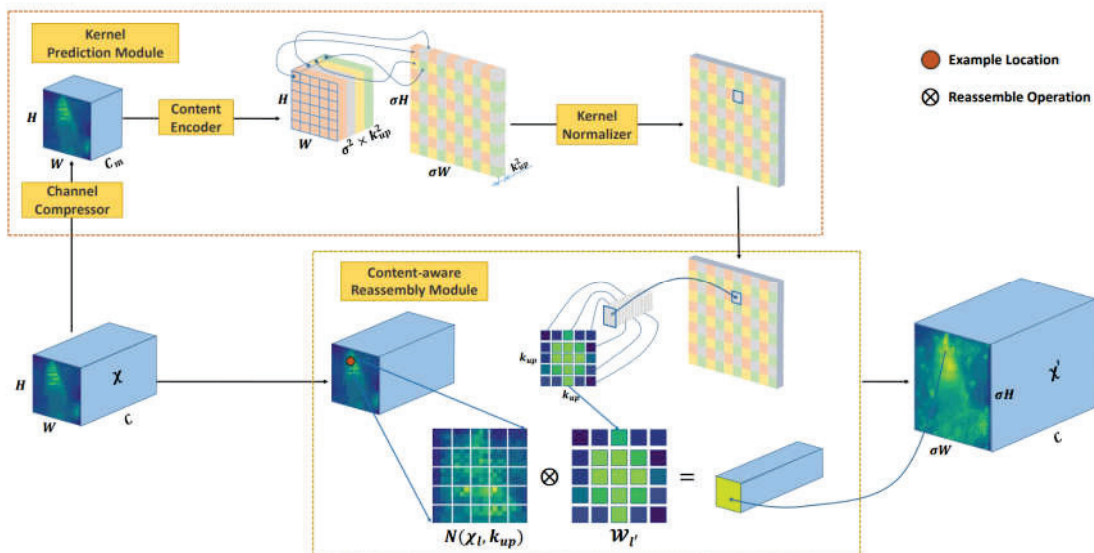 Kernel
Prediction Module
H
W
C_m
Channel
Compressor
Content
Encoder
H
W
σ² × k²_up
σH
σW
k²_up
Kernel
Normalizer
Example Location
Reassemble Operation
Content-aware
Reassembly Module
H
W
χ
C
k_up
k_up
N(χ_l, k_up)
⊗
W_l'
=
σH
σW
χ'
C